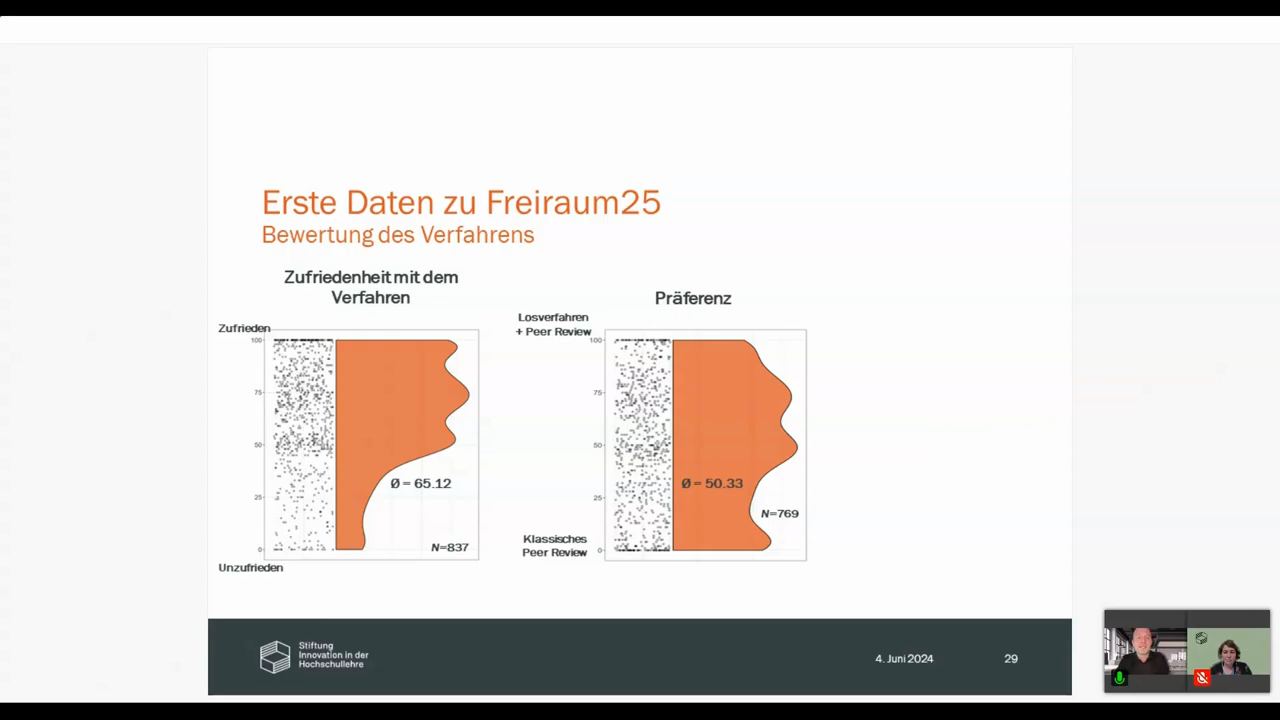 Erste Daten zu Freiraum25
Bewertung des Verfahrens
Zufriedenheit mit dem
Verfahren
Zufrieden
100
75
50
25
0
Ø = 65.12
N=837
Unzufrieden
Präferenz
Losverfahren
+ Peer Review
100
75
50
25
0
Ø = 50.33
N=769
Klassisches
Peer Review
Stiftung
Innovation in der
Hochschullehre
4. Juni 2024
29